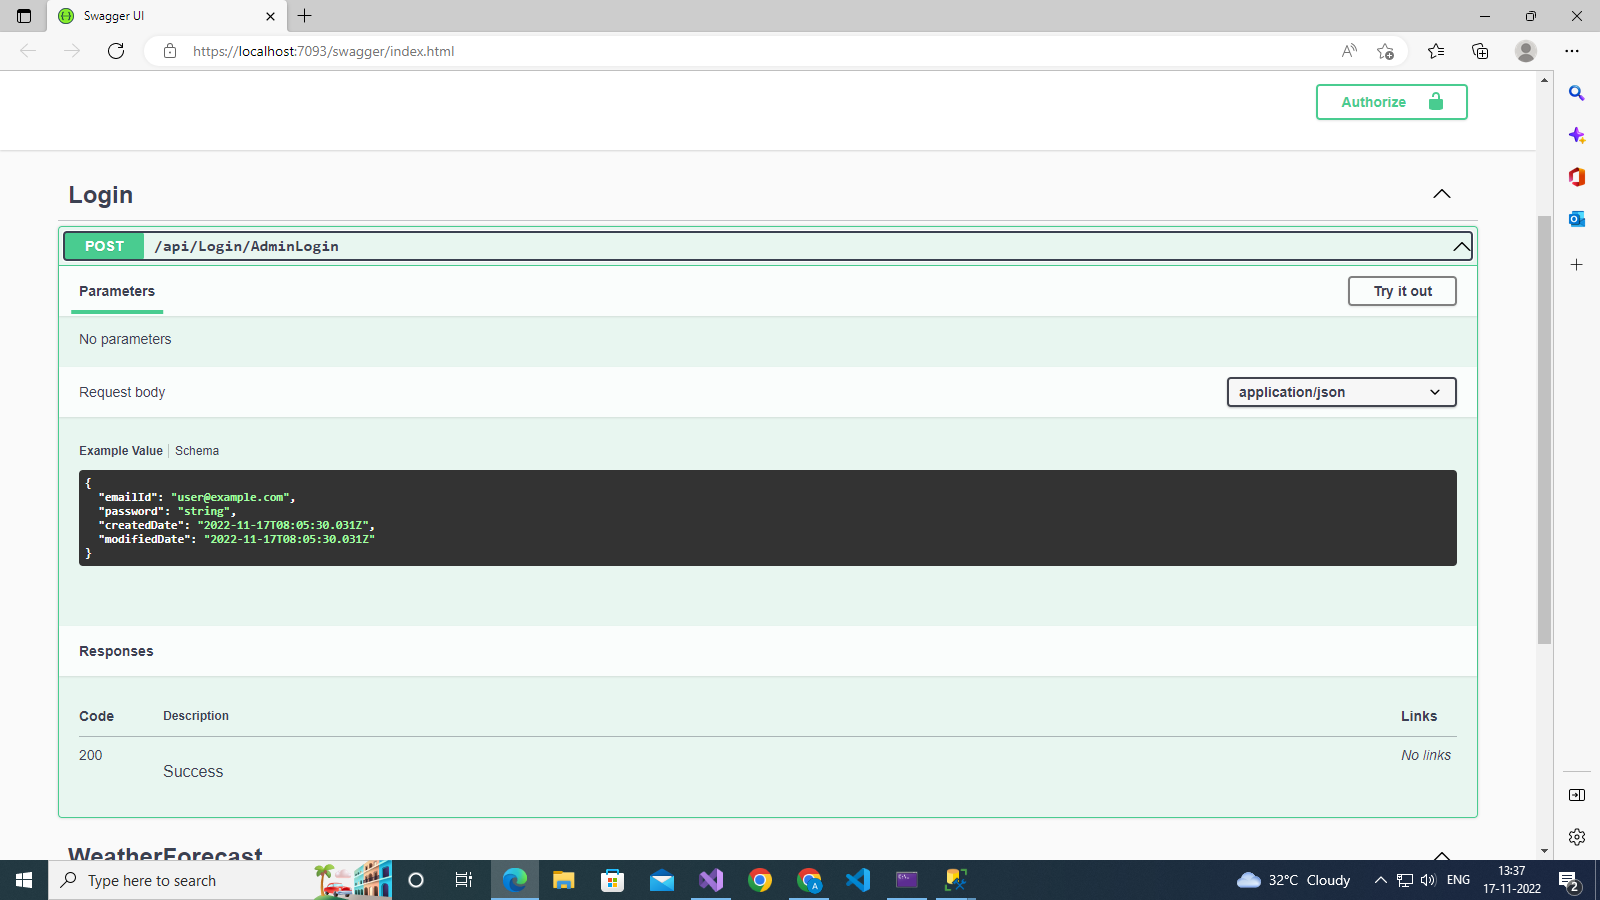 Swagger UI
https://localhost:7093/swagger/index.html
Authorize
Login
POST /api/Login/AdminLogin
Parameters
Try it out
No parameters
Request body
application/json
Example Value Schema
{
"emailId": "user@example.com",
"password": "string",
"createdDate": "2022-11-17T08:05:30.031Z",
"modifiedDate": "2022-11-17T08:05:30.031Z"
}
Responses
Code Description Links
200 Success No links
WeatherForecast
Type here to search
32°C Cloudy
ENG
13:37
17-11-2022
2